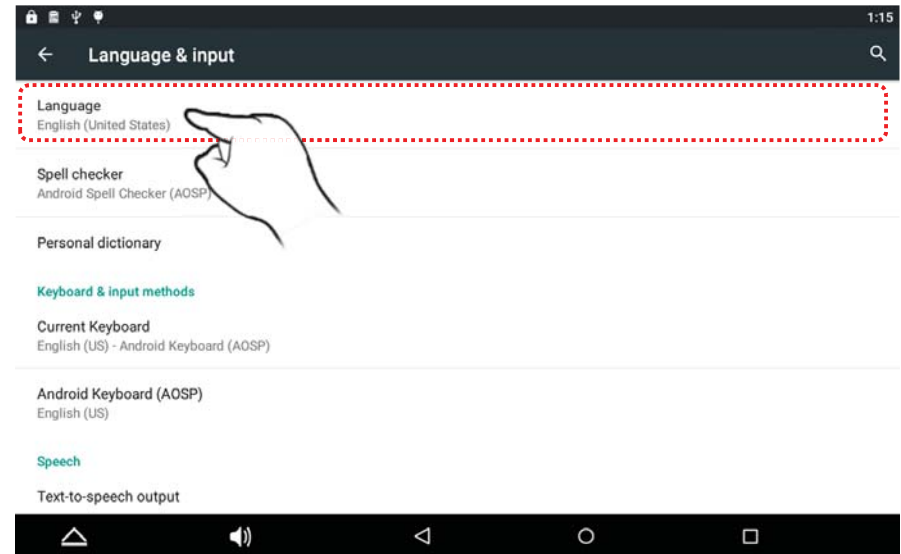 1:15
Language & input
Language
English (United States)
Spell checker
Android Spell Checker (AOSP)
Personal dictionary
Keyboard & input methods
Current Keyboard
English (US) - Android Keyboard (AOSP)
Android Keyboard (AOSP)
English (US)
Speech
Text-to-speech output